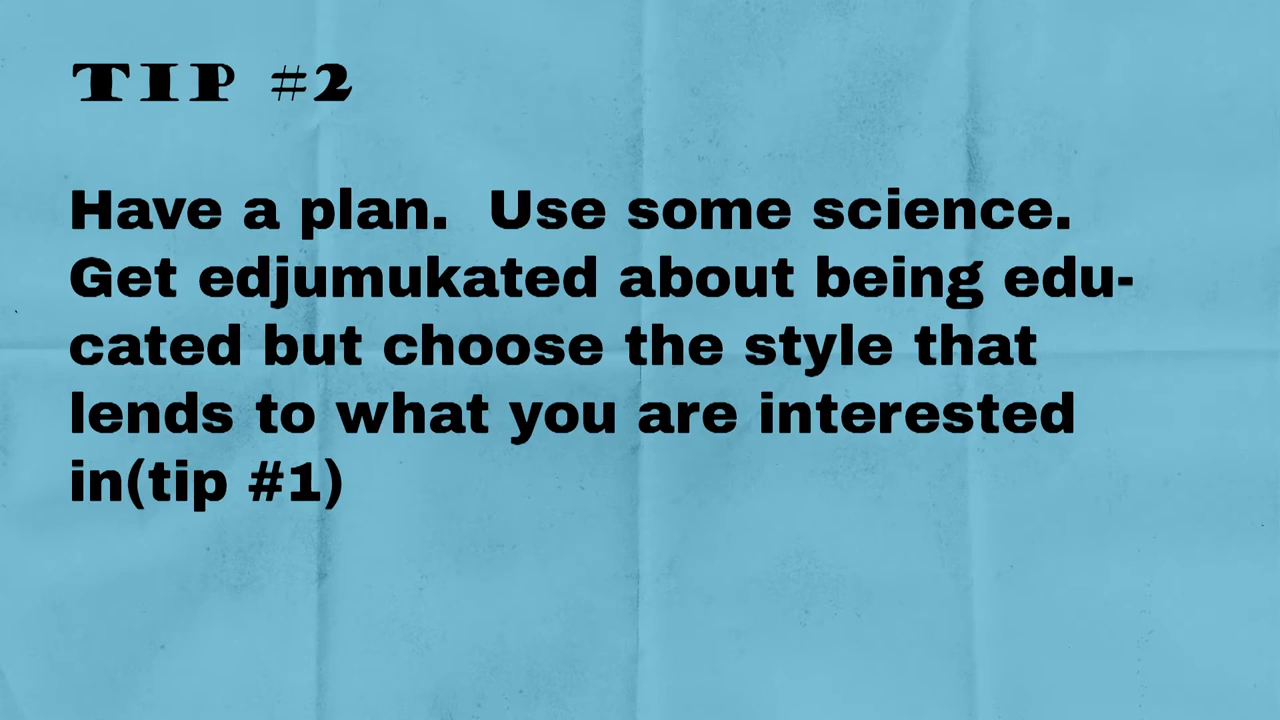 TIP #2
Have a plan.  Use some science.
Get edjumukated about being edu-
cated but choose the style that
lends to what you are interested
in(tip #1)